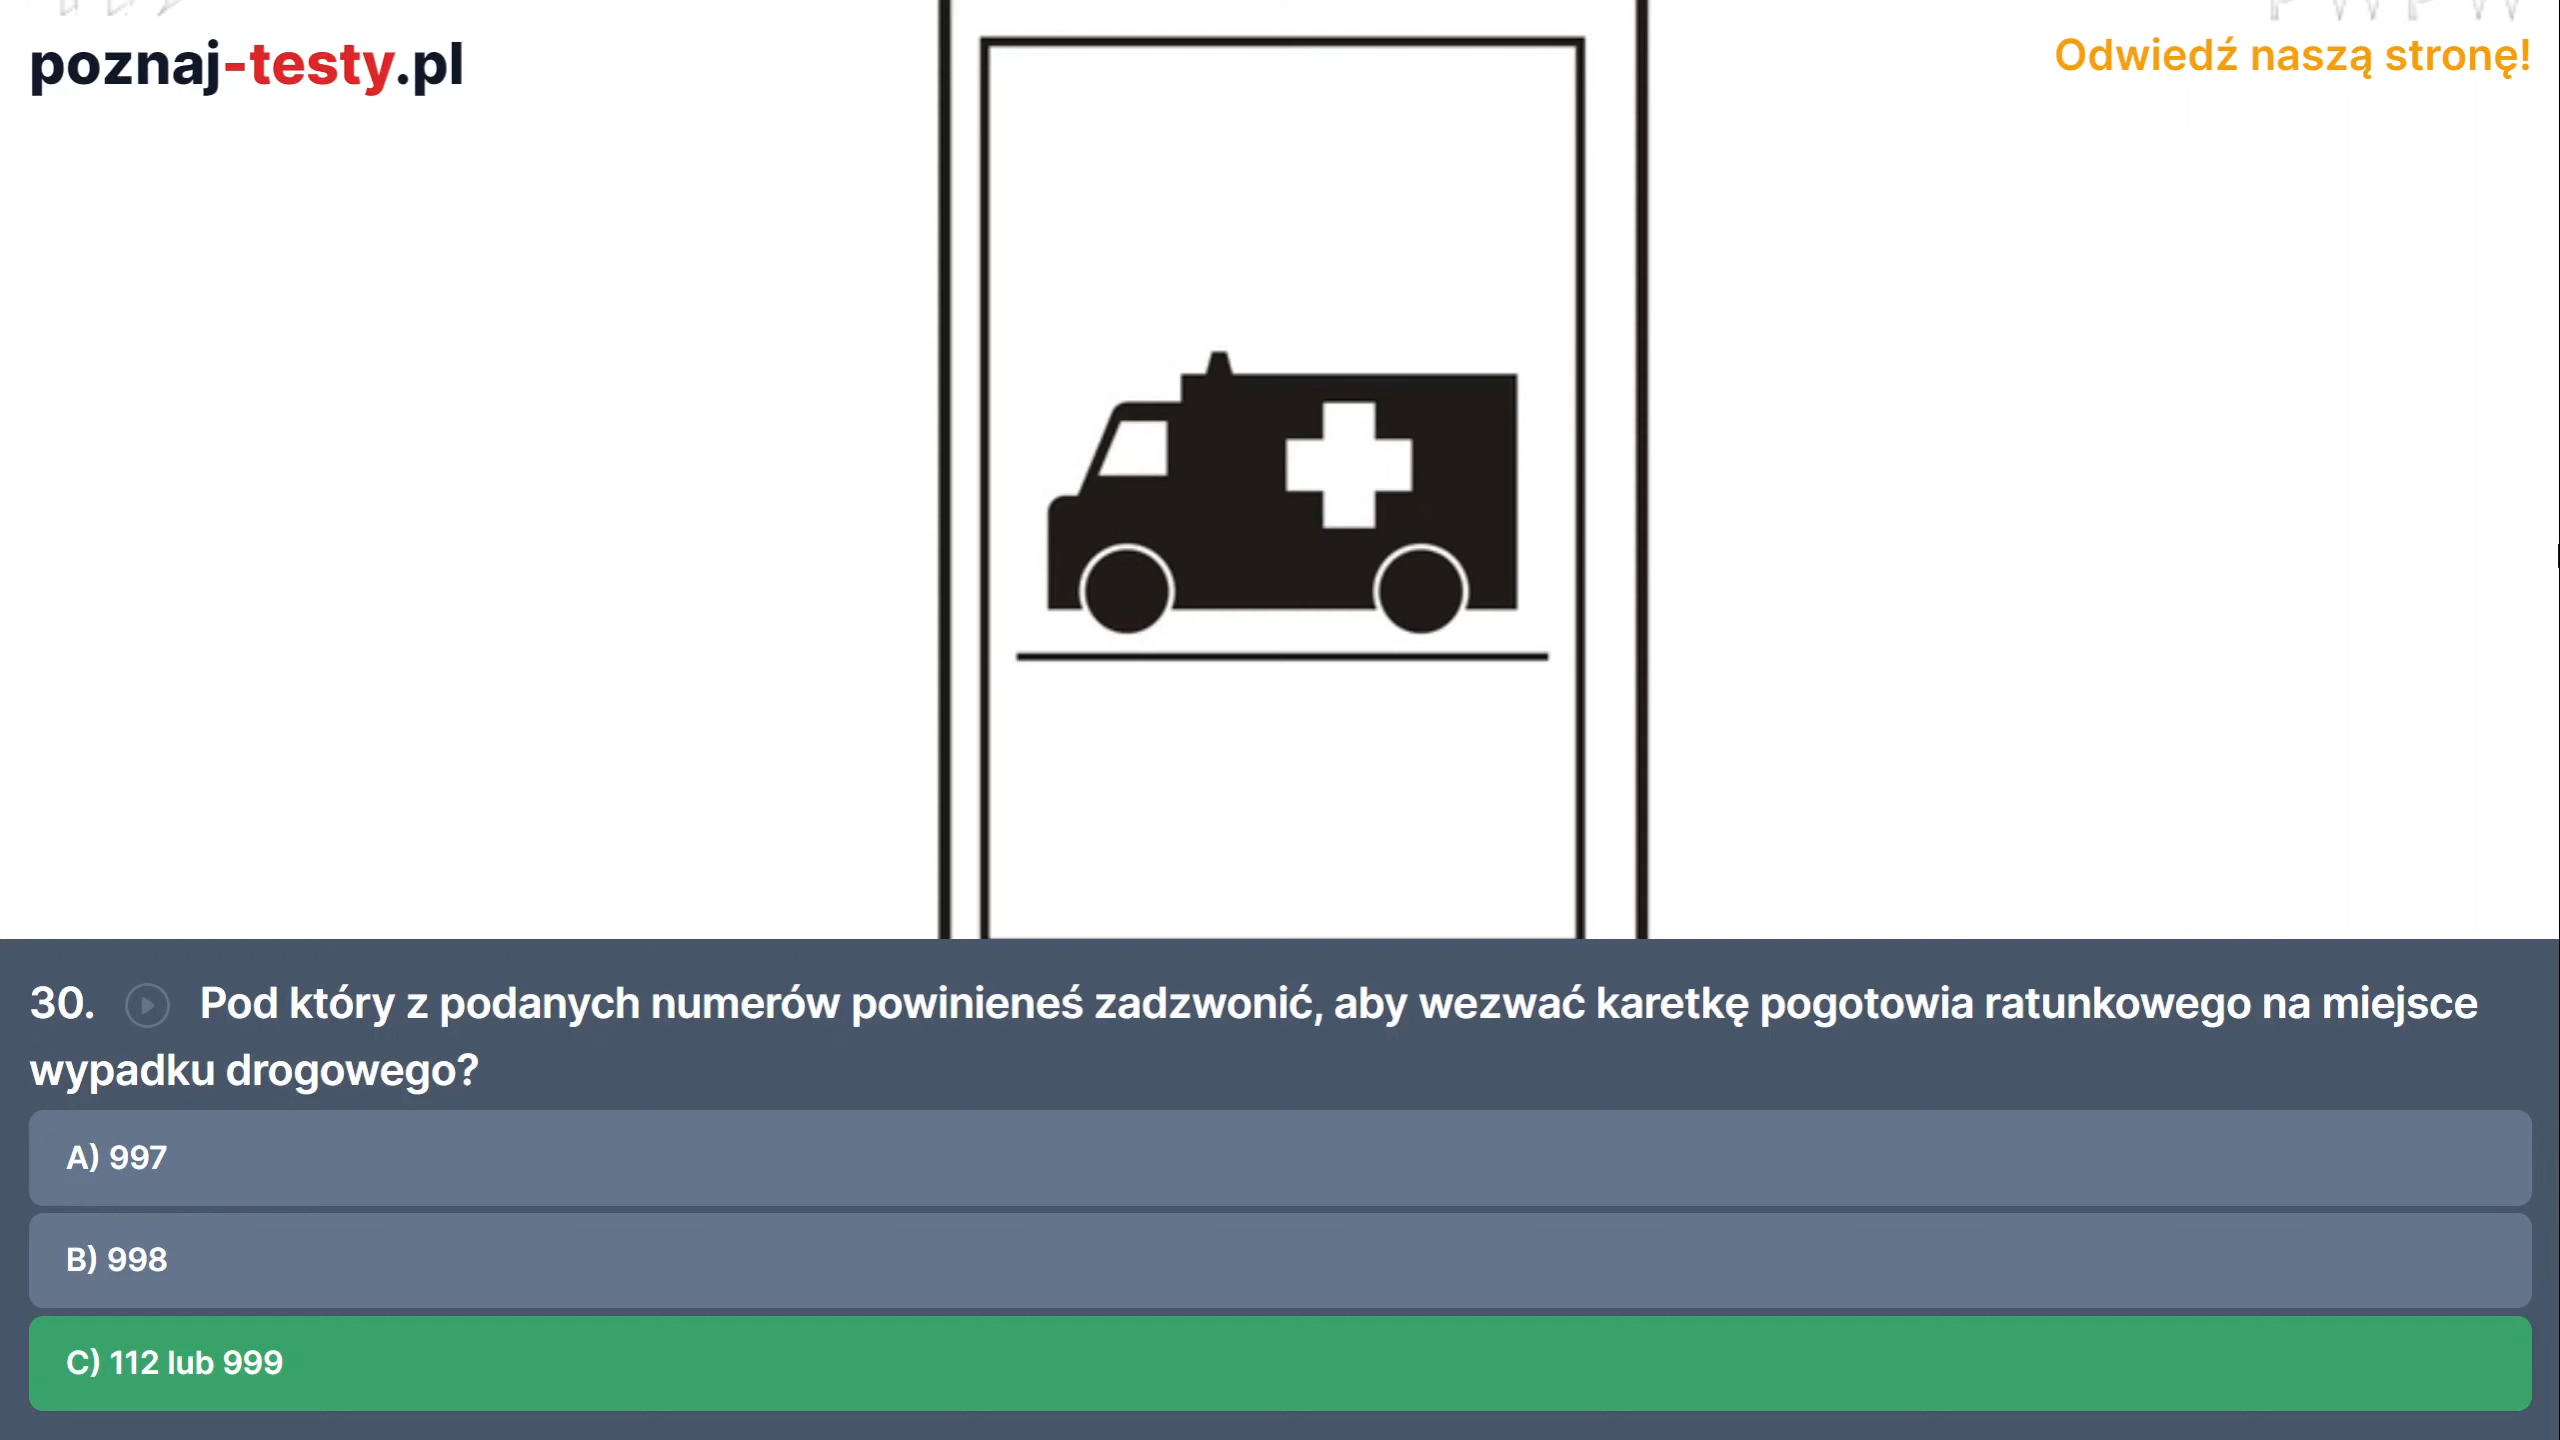 poznaj-testy.pl
Odwiedź naszą stronę!
30. Pod który z podanych numerów powinieneś zadzwonić, aby wezwać karetkę pogotowia ratunkowego na miejsce
wypadku drogowego?
A) 997
B) 998
C) 112 lub 999